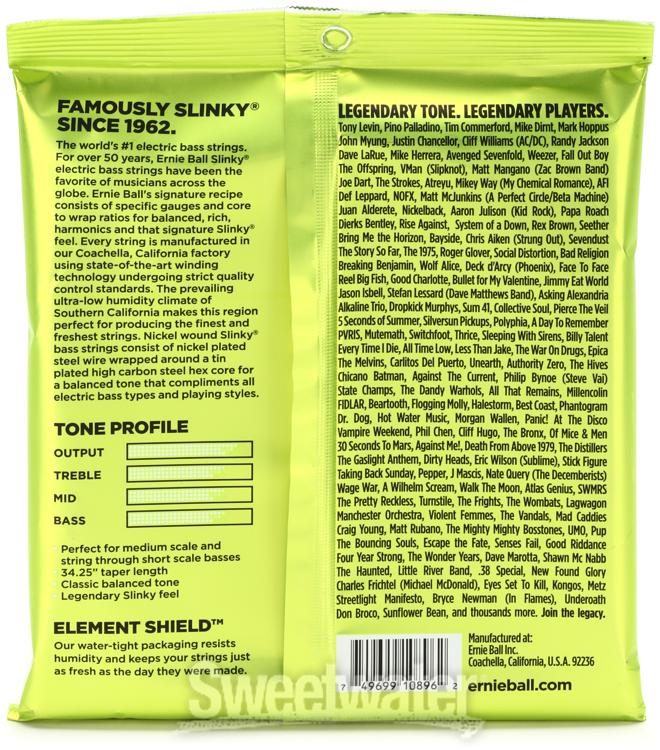 FAMOUSLY SLINKY®
SINCE 1962.
The world's #1 electric bass strings.
For over 50 years, Ernie Ball Slinky®
electric bass strings have been the
favorite of musicians across the
globe. Ernie Ball's signature recipe
consists of specific gauges and core
to wrap ratios for balanced, rich,
harmonics and that signature Slinky®
feel. Every string is manufactured in
our Coachella, California factory
using state-of-the-art winding
technology undergoing strict quality
control standards. The prevailing
ultra-low humidity climate of
Southern California makes this region
perfect for producing the finest and
freshest strings. Nickel wound Slinky®
bass strings consist of nickel plated
steel wire wrapped around a tin
plated high carbon steel hex core for
a balanced tone that compliments all
electric bass types and playing styles.
TONE PROFILE
OUTPUT
TREBLE
MID
BASS
· Perfect for medium scale and
string through short scale basses
34.25" taper length
· Classic balanced tone
· Legendary Slinky feel
ELEMENT SHIELD™
Our water-tight packaging resists
humidity and keeps your strings just
as fresh as the day they were made.
LEGENDARY TONE. LEGENDARY PLAYERS.
Tony Levin, Pino Palladino, Tim Commerford, Mike Dirnt, Mark Hoppus
John Myung, Justin Chancellor, Cliff Williams (AC/DC), Randy Jackson
Dave LaRue, Mike Herrera, Avenged Sevenfold, Weezer, Fall Out Boy
The Offspring, VMan (Slipknot), Matt Mangano (Zac Brown Band)
Joe Dart, The Strokes, Atreyu, Mikey Way (My Chemical Romance), AFI
Def Leppard, NOFX, Matt McJunkins (A Perfect Circle/Beta Machine)
Juan Alderete, Nickelback, Aaron Julison (Kid Rock), Papa Roach
Dierks Bentley, Rise Against, System of a Down, Rex Brown, Seether
Bring Me the Horizon, Bayside, Chris Aiken (Strung Out), Sevendust
The Story So Far, The 1975, Roger Glover, Social Distortion, Bad Religion
Breaking Benjamin, Wolf Alice, Deck d'Arcy (Phoenix), Face To Face
Reel Big Fish, Good Charlotte, Bullet for My Valentine, Jimmy Eat World
Jason Isbell, Stefan Lessard (Dave Matthews Band), Asking Alexandria
Alkaline Trio, Dropkick Murphys, Sum 41, Collective Soul, Pierce The Veil
5 Seconds of Summer, Silversun Pickups, Polyphia, A Day To Remember
PVRIS, Mutemath, Switchfoot, Thrice, Sleeping With Sirens, Billy Talent
Every Time I Die, All Time Low, Less Than Jake, The War On Drugs, Epica
The Melvins, Carlitos Del Puerto, Unearth, Authority Zero, The Hives
Chicano Batman, Against The Current, Philip Bynoe (Steve Vai)
State Champs, The Dandy Warhols, All That Remains, Millencolin
FIDLAR, Beartooth, Flogging Molly, Halestorm, Best Coast, Phantogram
Dr. Dog, Hot Water Music, Morgan Wallen, Panic! At The Disco
Vampire Weekend, Phil Chen, Cliff Hugo, The Bronx, Of Mice & Men
30 Seconds To Mars, Against Me!, Death From Above 1979, The Distillers
The Gaslight Anthem, Dirty Heads, Eric Wilson (Sublime), Stick Figure
Taking Back Sunday, Pepper, J Mascis, Nate Query (The Decemberists)
Wage War, A Wilhelm Scream, Walk The Moon, Atlas Genius, SWMRS
The Pretty Reckless, Turnstile, The Frights, The Wombats, Lagwagon
Manchester Orchestra, Violent Femmes, The Vandals, Mad Caddies
Craig Young, Matt Rubano, The Mighty Mighty Bosstones, UMO, Pup
The Bouncing Souls, Escape the Fate, Senses Fail, Good Riddance
Four Year Strong, The Wonder Years, Dave Marotta, Shawn Mc Nabb
The Haunted, Little River Band, .38 Special, New Found Glory
Charles Frichtel (Michael McDonald), Eyes Set To Kill, Kongos, Metz
Streetlight Manifesto, Bryce Newman (In Flames), Underoath
Don Broco, Sunflower Bean, and thousands more. Join the legacy.
7 49699 10896 2
Manufactured at:
Ernie Ball Inc.
Coachella, California, U.S.A. 92236
ernieball.com
Sweetwater